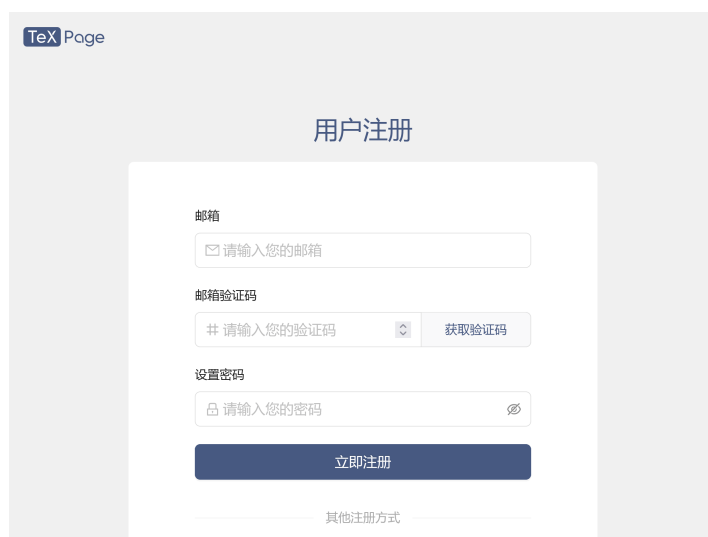 TeX Page
用户注册
邮箱
请输入您的邮箱
邮箱验证码
# 请输入您的验证码 获取验证码
设置密码
请输入您的密码
立即注册
其他注册方式